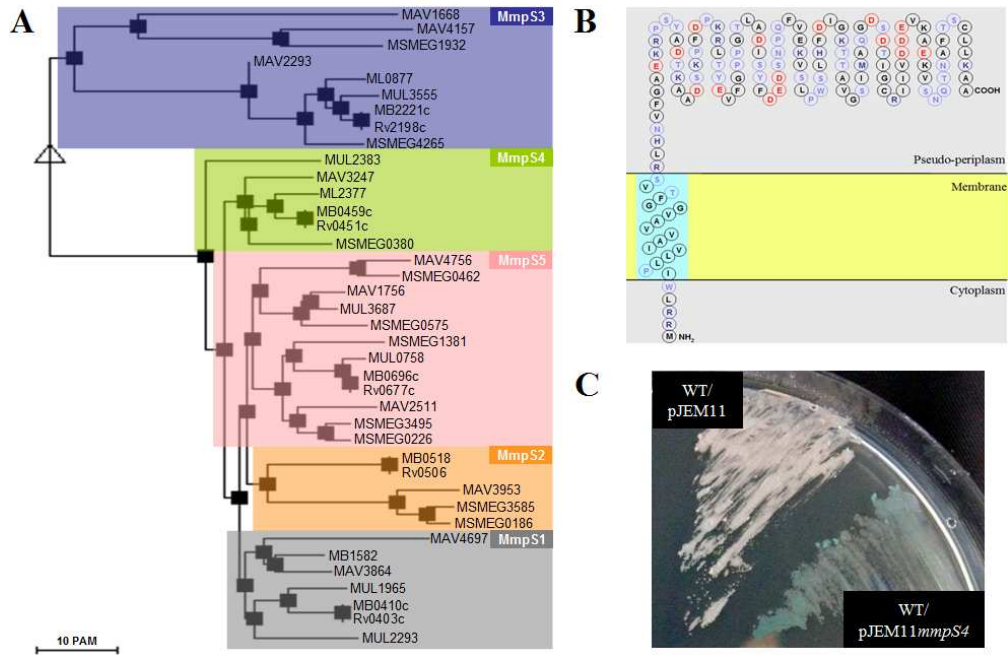 A
MmpS3
MAV1668
MAV4157
MSMEG1932
MAV2293
ML0877
MUL3555
MB2221c
Rv2198c
MSMEG4265
MmpS4
MUL2383
MAV3247
ML2377
MB0459c
Rv0451c
MSMEG0380
MmpS5
MAV4756
MSMEG0462
MAV1756
MUL3687
MSMEG0575
MSMEG1381
MUL0758
MB0696c
Rv0677c
MAV2511
MSMEG3495
MSMEG0226
MmpS2
MB0518
Rv0506
MAV3953
MSMEG3585
MSMEG0186
MmpS1
MAV4697
MB1582
MAV3864
MUL1965
MB0410c
Rv0403c
MUL2293
10 PAM
B
COOH
Pseudo-periplasm
Membrane
Cytoplasm
NH2
C
WT/
pJEM11
WT/
pJEM11mmpS4